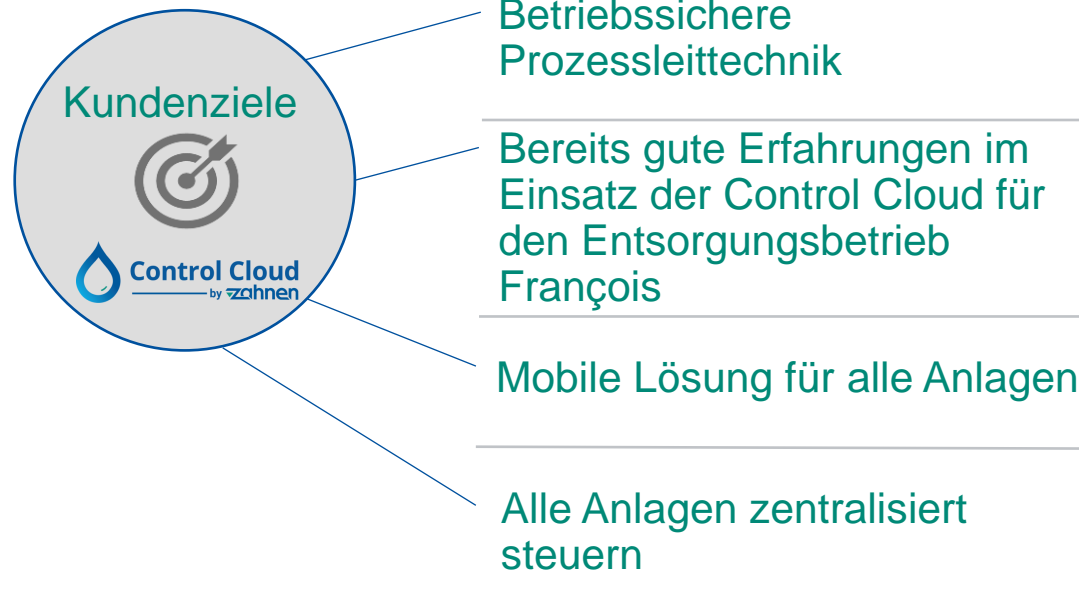 Betriebssichere
Prozessleittechnik
Kundenziele
Bereits gute Erfahrungen im
Einsatz der Control Cloud für
den Entsorgungsbetrieb
François
Control Cloud
by zahnen
Mobile Lösung für alle Anlagen
Alle Anlagen zentralisiert
steuern